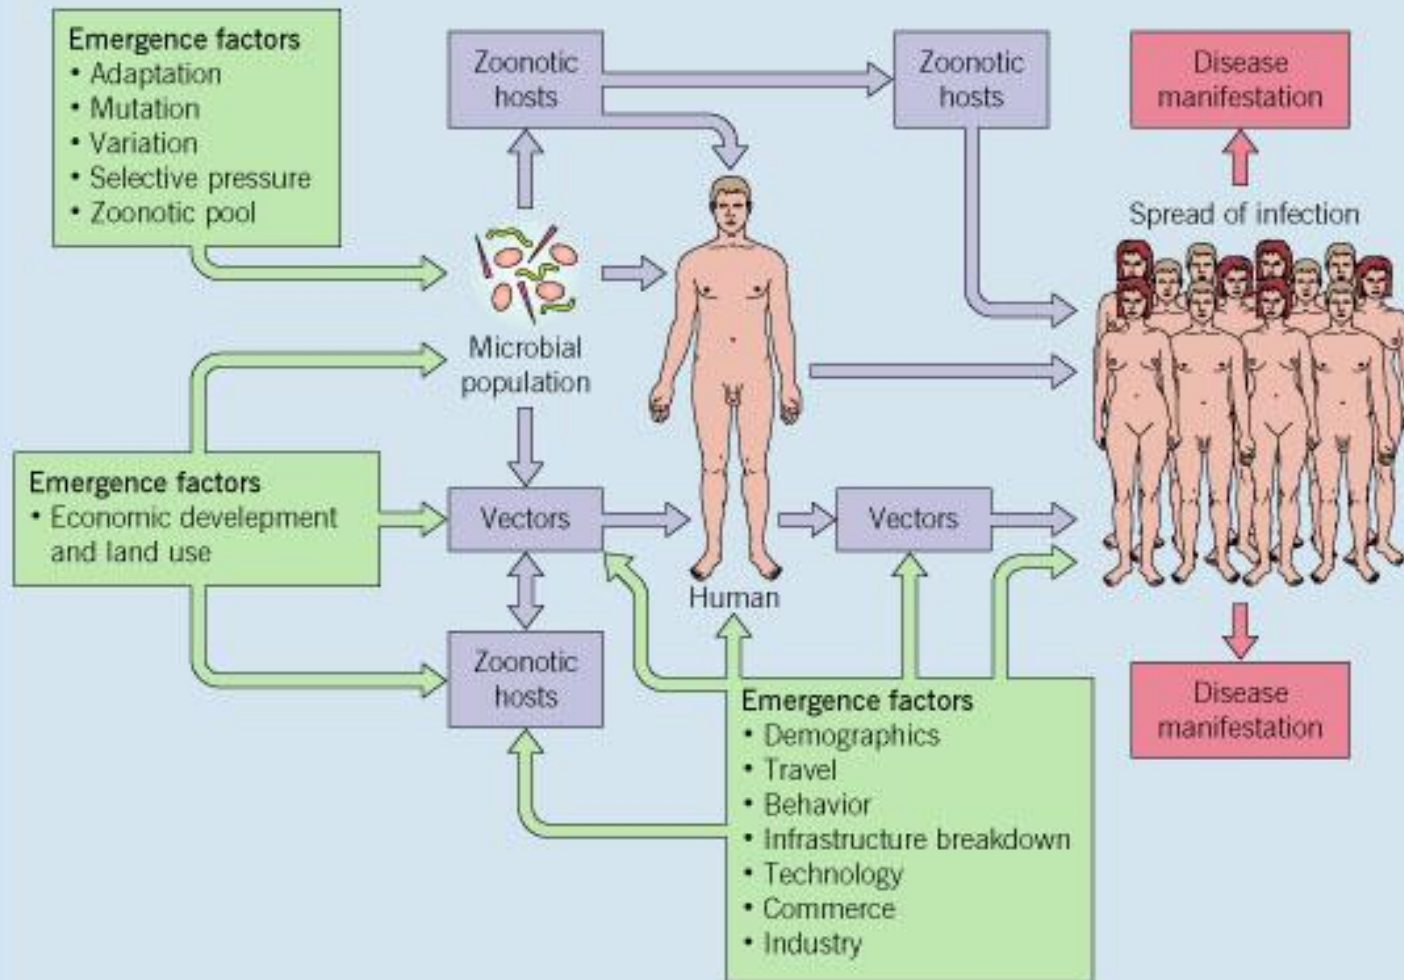 Emergence factors
• Adaptation
• Mutation
• Variation
• Selective pressure
• Zoonotic pool
Zoonotic
hosts
Zoonotic
hosts
Disease
manifestation
Spread of infection
Microbial
population
Emergence factors
• Economic develepment
and land use
Vectors
Vectors
Human
Zoonotic
hosts
Emergence factors
• Demographics
• Travel
• Behavior
• Infrastructure breakdown
• Technology
• Commerce
• Industry
Disease
manifestation